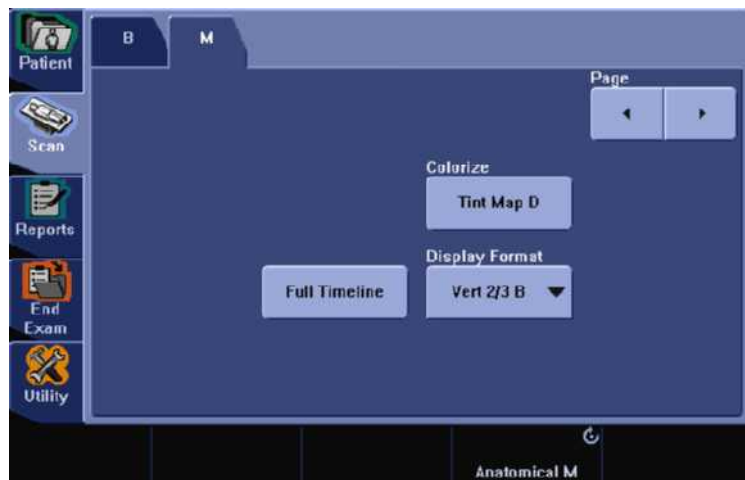 Patient
Scan
Reports
End
Exam
Utility
B M
Page
Colorize
Tint Map D
Display Format
Full Timeline Vert 2/3 B
Anatomical M